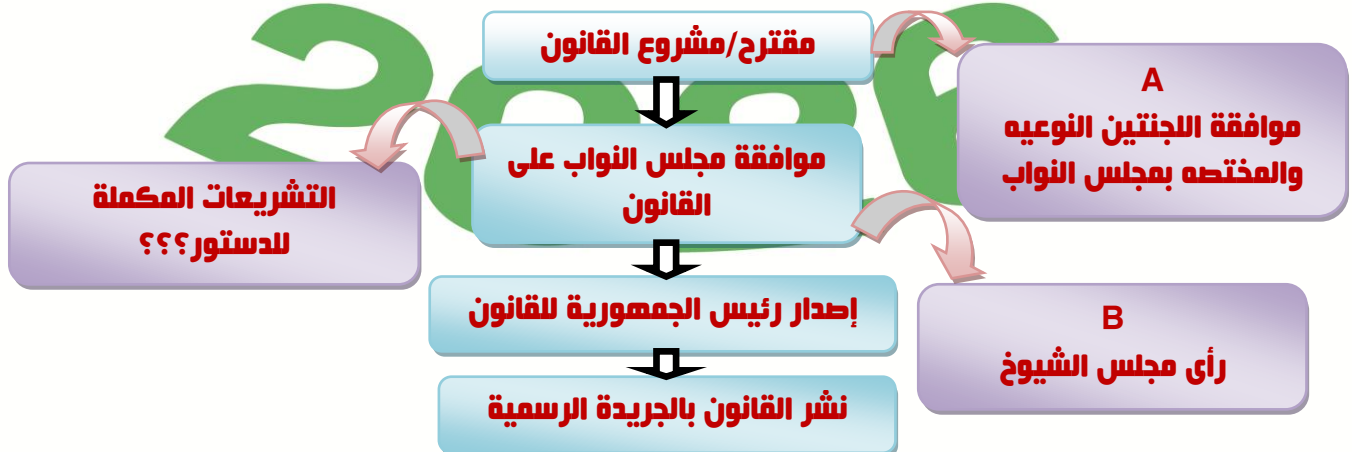 مقترح/مشروع القانون
A
موافقة اللجنتين النوعيه
والمختصه بمجلس النواب
موافقة مجلس النواب على
القانون
التشريعات المكملة
للدستور؟؟؟
إصدار رئيس الجمهورية للقانون
B
رأى مجلس الشيوخ
نشر القانون بالجريدة الرسمية